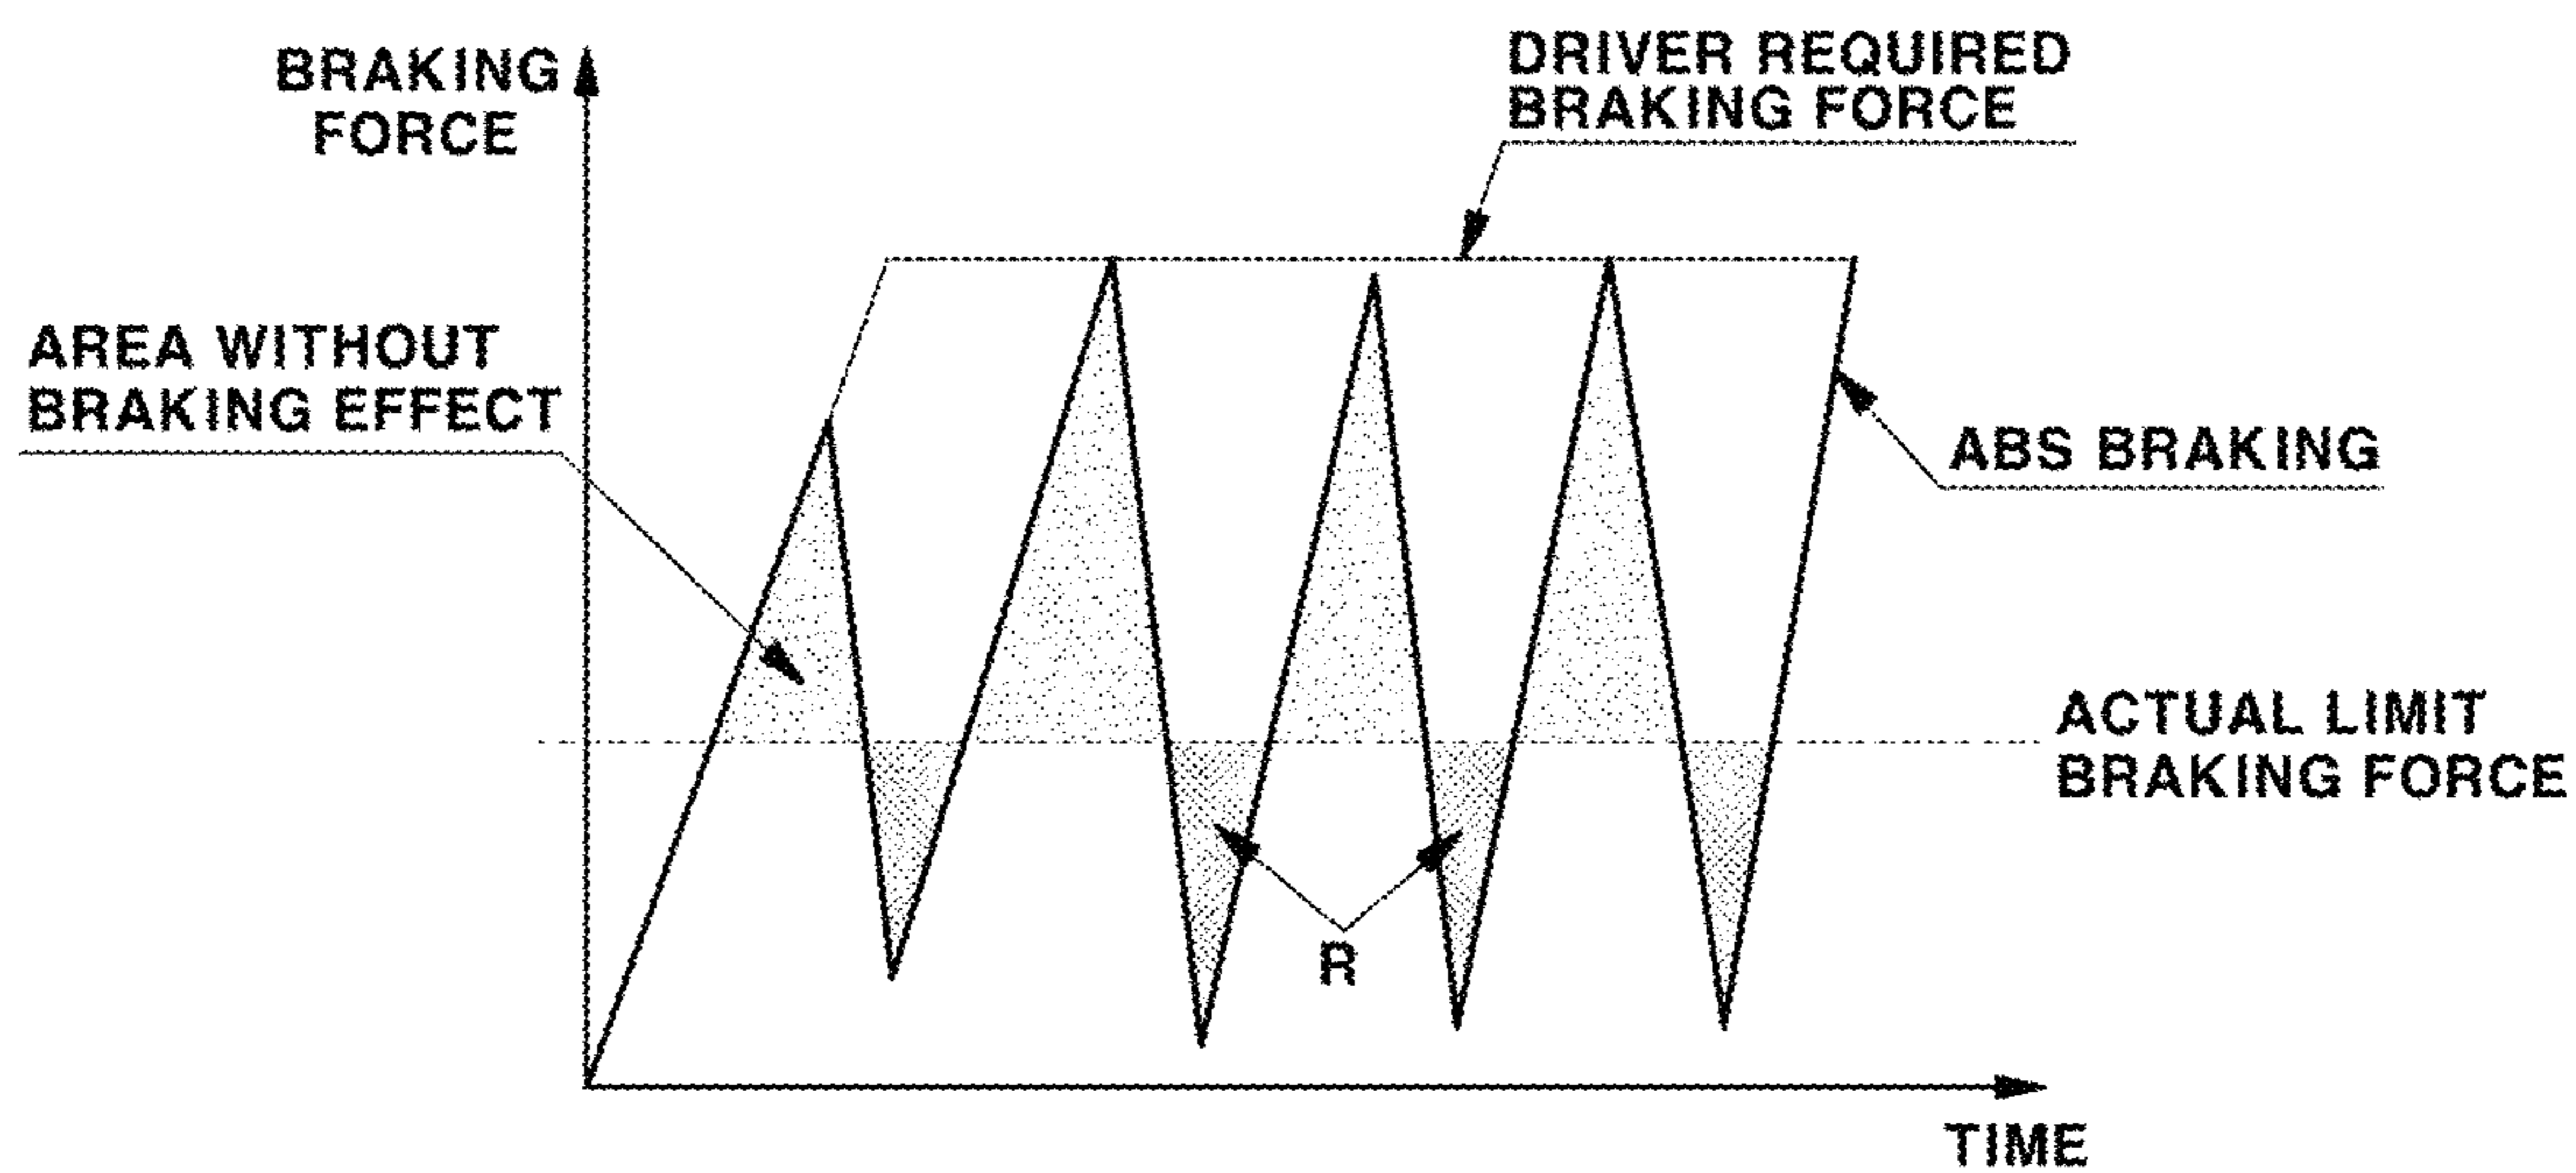 BRAKING
FORCE
DRIVER REQUIRED
BRAKING FORCE
AREA WITHOUT
BRAKING EFFECT
ABS BRAKING
ACTUAL LIMIT
BRAKING FORCE
R
TIME